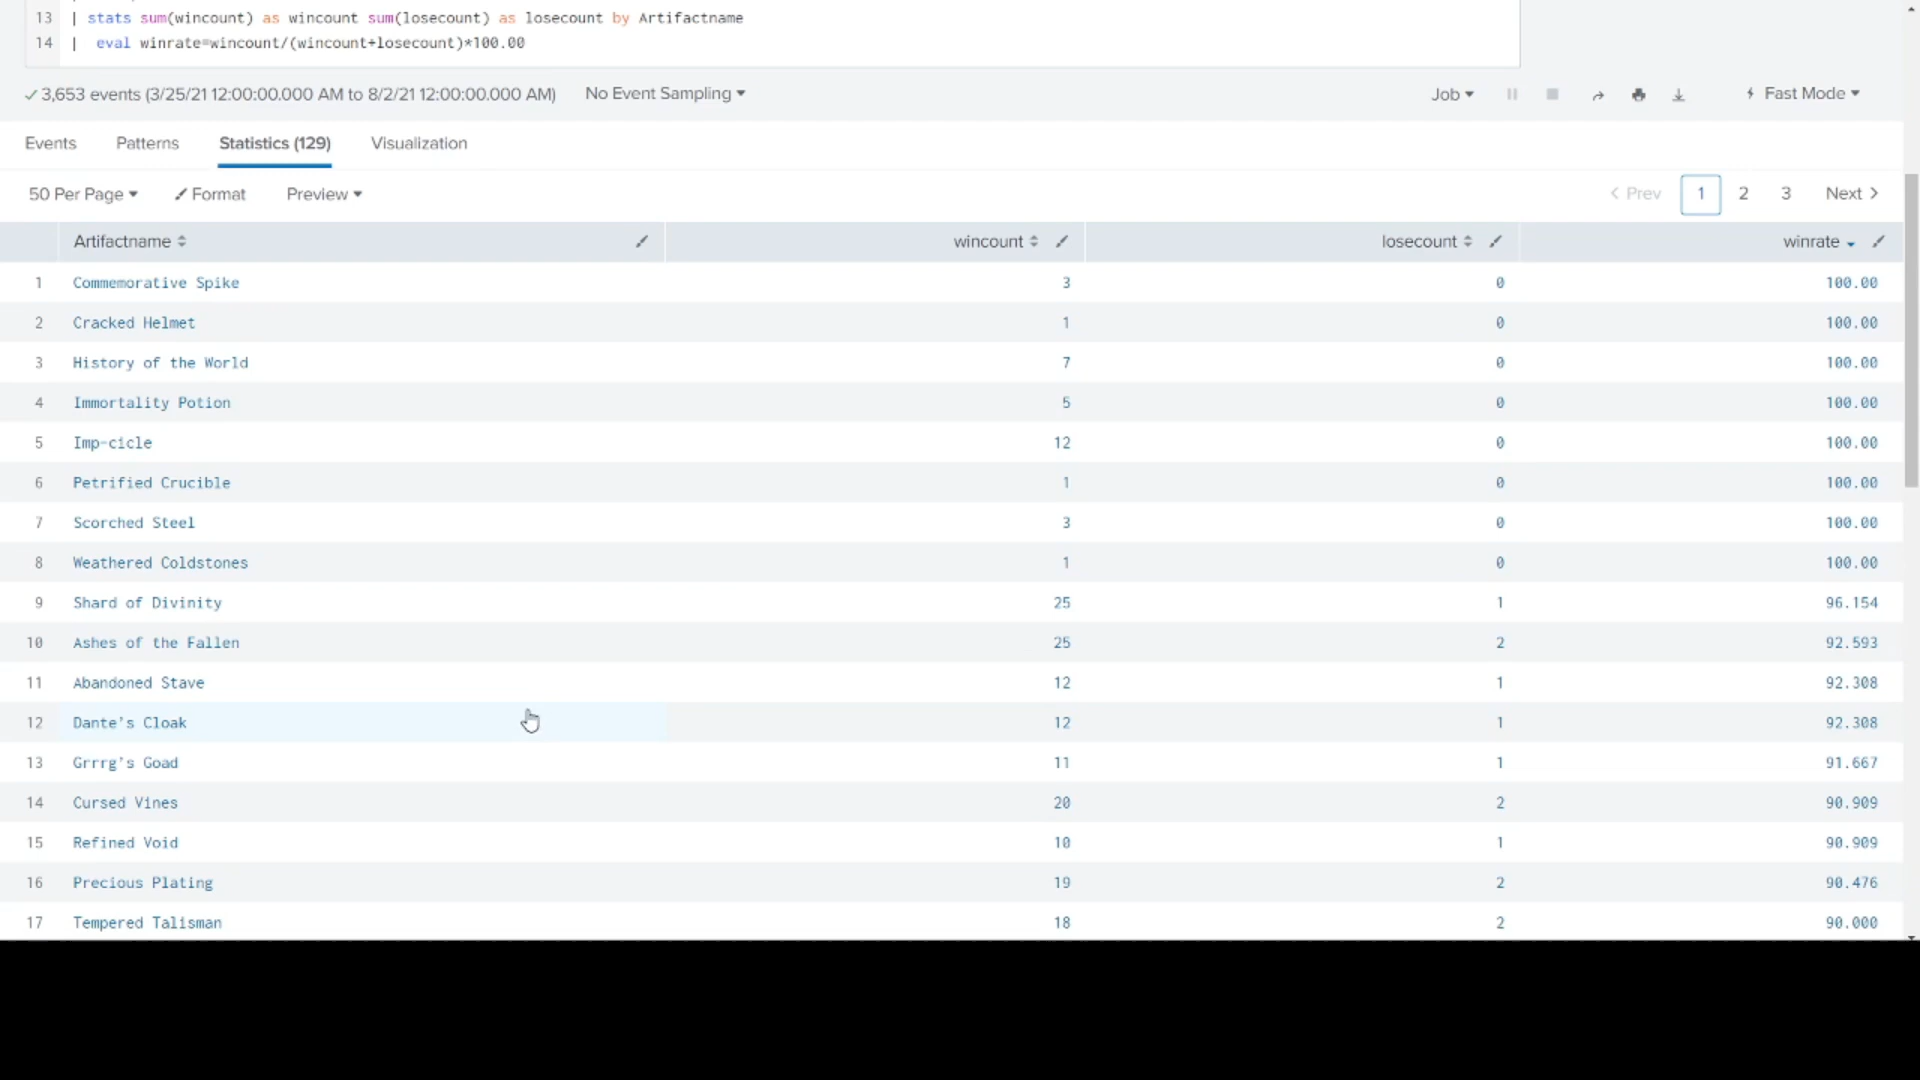 13 | stats sum(wincount) as wincount sum(losecount) as losecount by Artifactname
14 | eval winrate=wincount/(wincount+losecount)*100.00
3,653 events (3/25/21 12:00:00.000 AM to 8/2/21 12:00:00.000 AM) No Event Sampling Job Fast Mode
Events Patterns Statistics (129) Visualization
50 Per Page Format Preview < Prev 1 2 3 Next >
Artifactname wincount losecount winrate
1 Commemorative Spike 3 0 100.00
2 Cracked Helmet 1 0 100.00
3 History of the World 7 0 100.00
4 Immortality Potion 5 0 100.00
5 Imp-cicle 12 0 100.00
6 Petrified Crucible 1 0 100.00
7 Scorched Steel 3 0 100.00
8 Weathered Coldstones 1 0 100.00
9 Shard of Divinity 25 1 96.154
10 Ashes of the Fallen 25 2 92.593
11 Abandoned Stave 12 1 92.308
12 Dante's Cloak 12 1 92.308
13 Grrrg's Goad 11 1 91.667
14 Cursed Vines 20 2 90.909
15 Refined Void 10 1 90.909
16 Precious Plating 19 2 90.476
17 Tempered Talisman 18 2 90.000